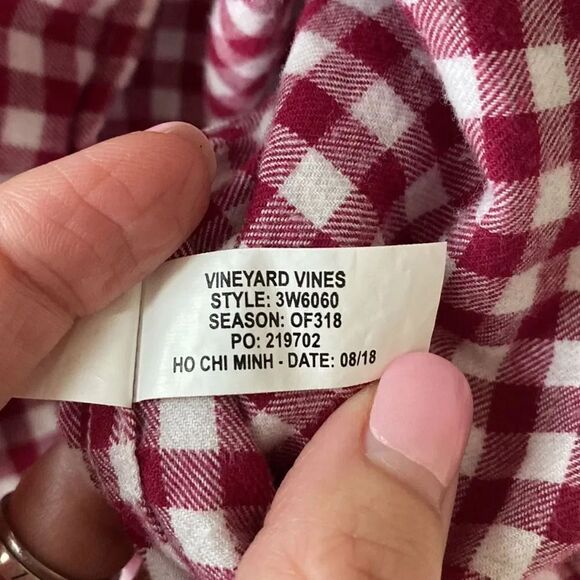 VINEYARD VINES
STYLE: 3W6060
SEASON: OF318
PO: 219702
HO CHI MINH - DATE: 08/18